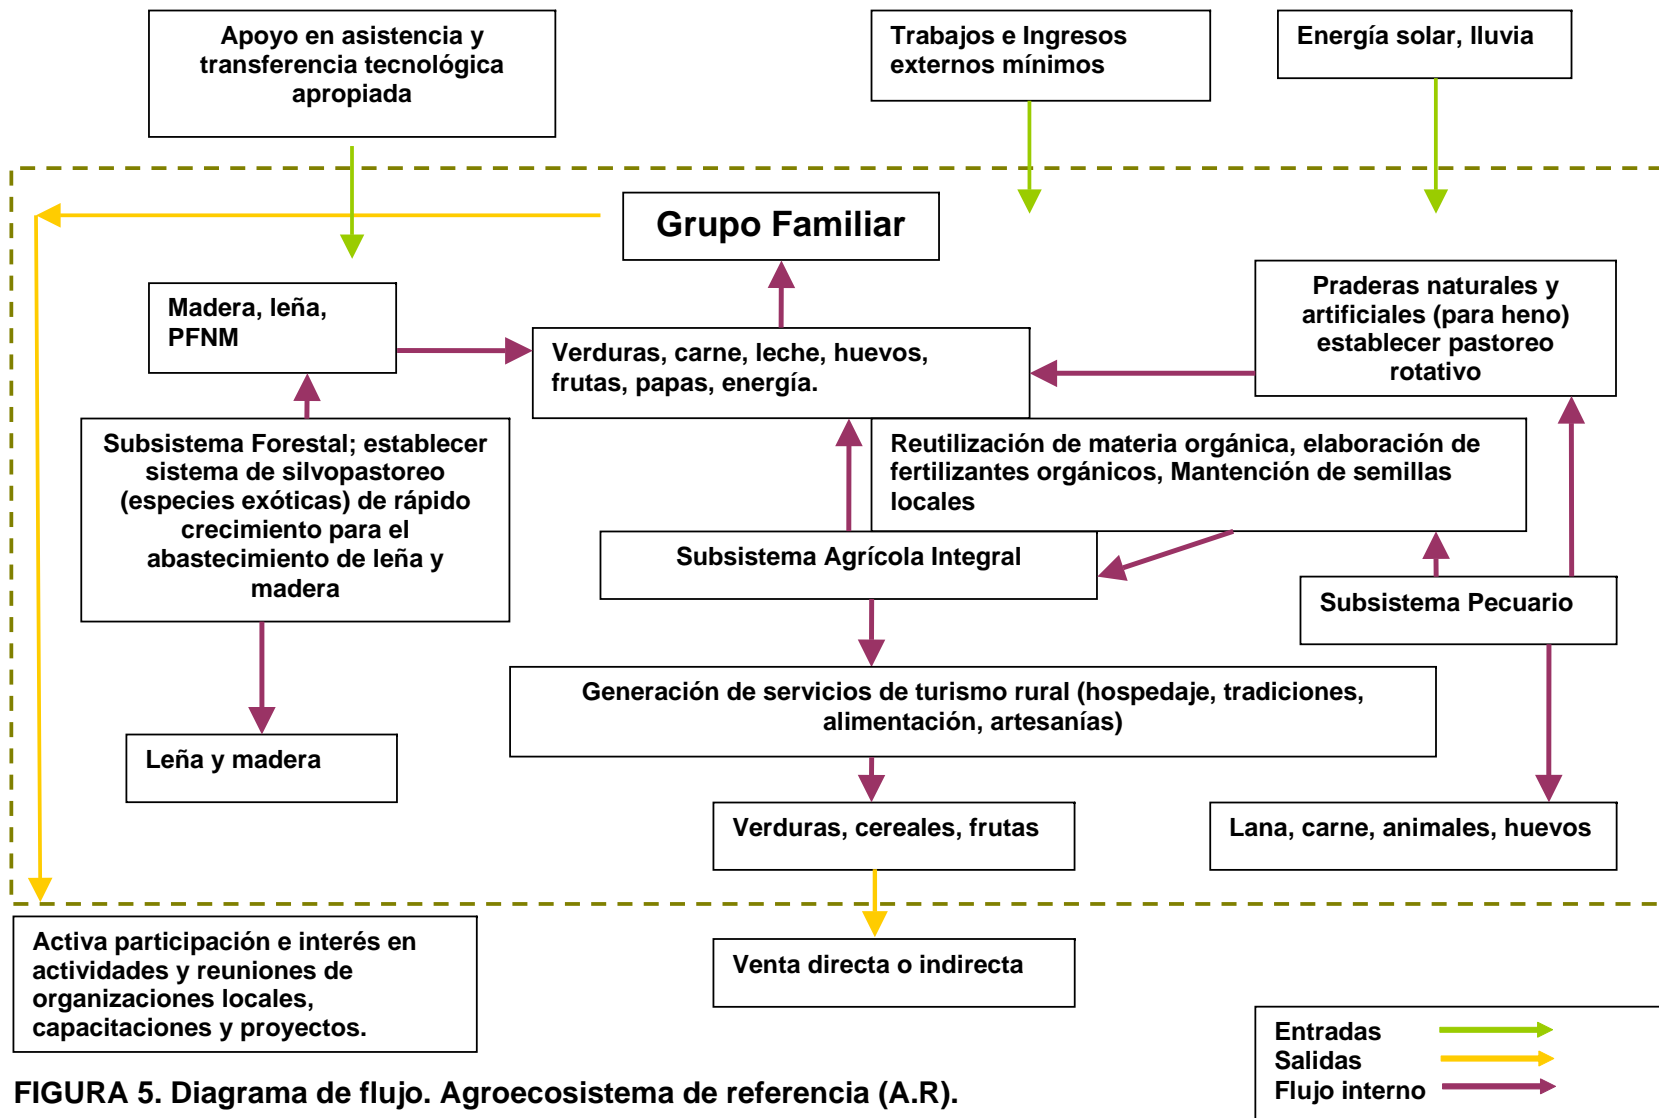 Apoyo en asistencia y
transferencia tecnológica
apropiada
Trabajos e Ingresos
externos mínimos
Energía solar, lluvia
Grupo Familiar
Madera, leña,
PFNM
Verduras, carne, leche, huevos,
frutas, papas, energía.
Praderas naturales y
artificiales (para heno)
establecer pastoreo
rotativo
Subsistema Forestal; establecer
sistema de silvopastoreo
(especies exóticas) de rápido
crecimiento para el
abastecimiento de leña y
madera
Reutilización de materia orgánica, elaboración de
fertilizantes orgánicos, Mantención de semillas
locales
Subsistema Agrícola Integral
Subsistema Pecuario
Generación de servicios de turismo rural (hospedaje, tradiciones,
alimentación, artesanías)
Leña y madera
Verduras, cereales, frutas
Lana, carne, animales, huevos
Activa participación e interés en
actividades y reuniones de
organizaciones locales,
capacitaciones y proyectos.
Venta directa o indirecta
Entradas
Salidas
Flujo interno
FIGURA 5. Diagrama de flujo. Agroecosistema de referencia (A.R).